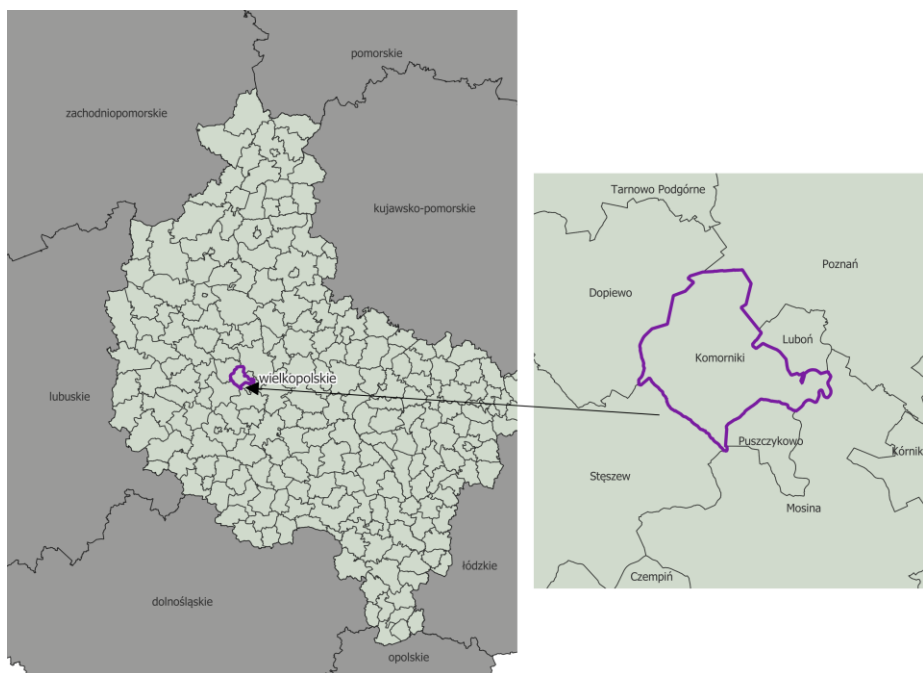 pomorskie
zachodniopomorskie
kujawsko-pomorskie
wielkopolskie
lubuskie
łódzkie
dolnośląskie
opolskie
Tarnowo Podgórne
Poznań
Dopiewo
Luboń
Komorniki
Puszczykowo
Kórnik
Stęszew
Mosina
Czempiń